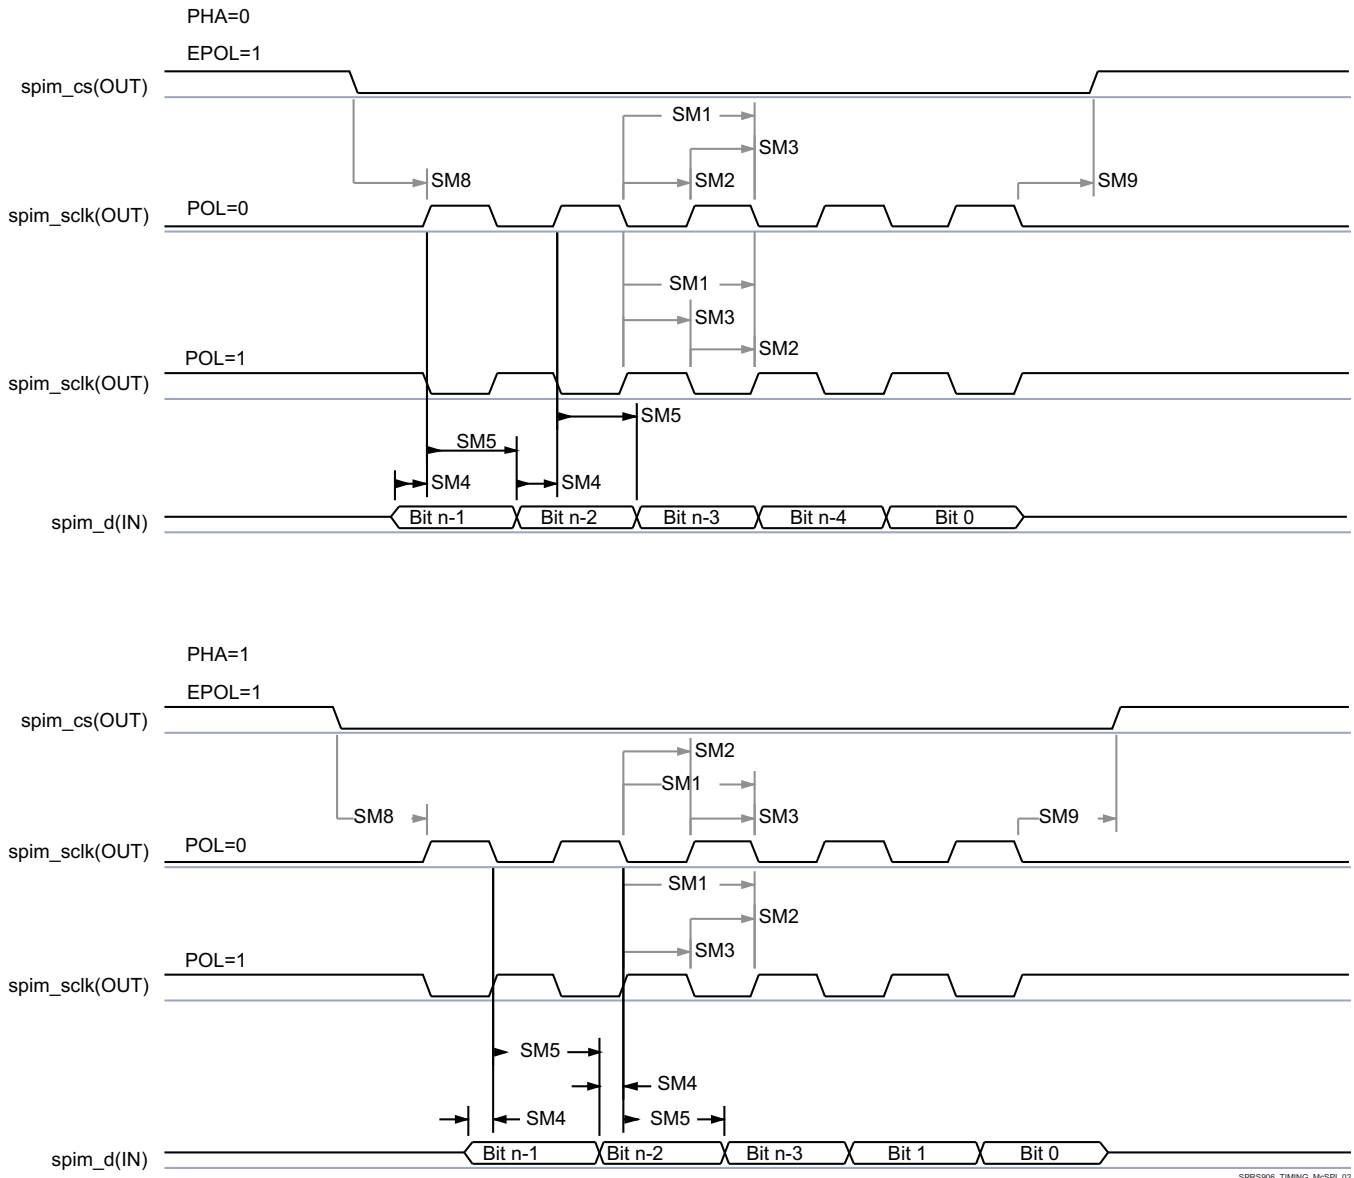 PHA=0
EPOL=1
spim_cs(OUT)
SM1
SM3
SM8
SM2
SM9
POL=0
spim_sclk(OUT)
SM1
SM3
SM2
POL=1
spim_sclk(OUT)
SM5
SM5
SM4
SM4
spim_d(IN)
Bit n-1
Bit n-2
Bit n-3
Bit n-4
Bit 0
PHA=1
EPOL=1
spim_cs(OUT)
SM2
SM1
SM8
SM3
SM9
POL=0
spim_sclk(OUT)
SM1
SM2
SM3
POL=1
spim_sclk(OUT)
SM5
SM4
SM4
SM5
spim_d(IN)
Bit n-1
Bit n-2
Bit n-3
Bit 1
Bit 0
SPRS906_TIMING_McSPI_02